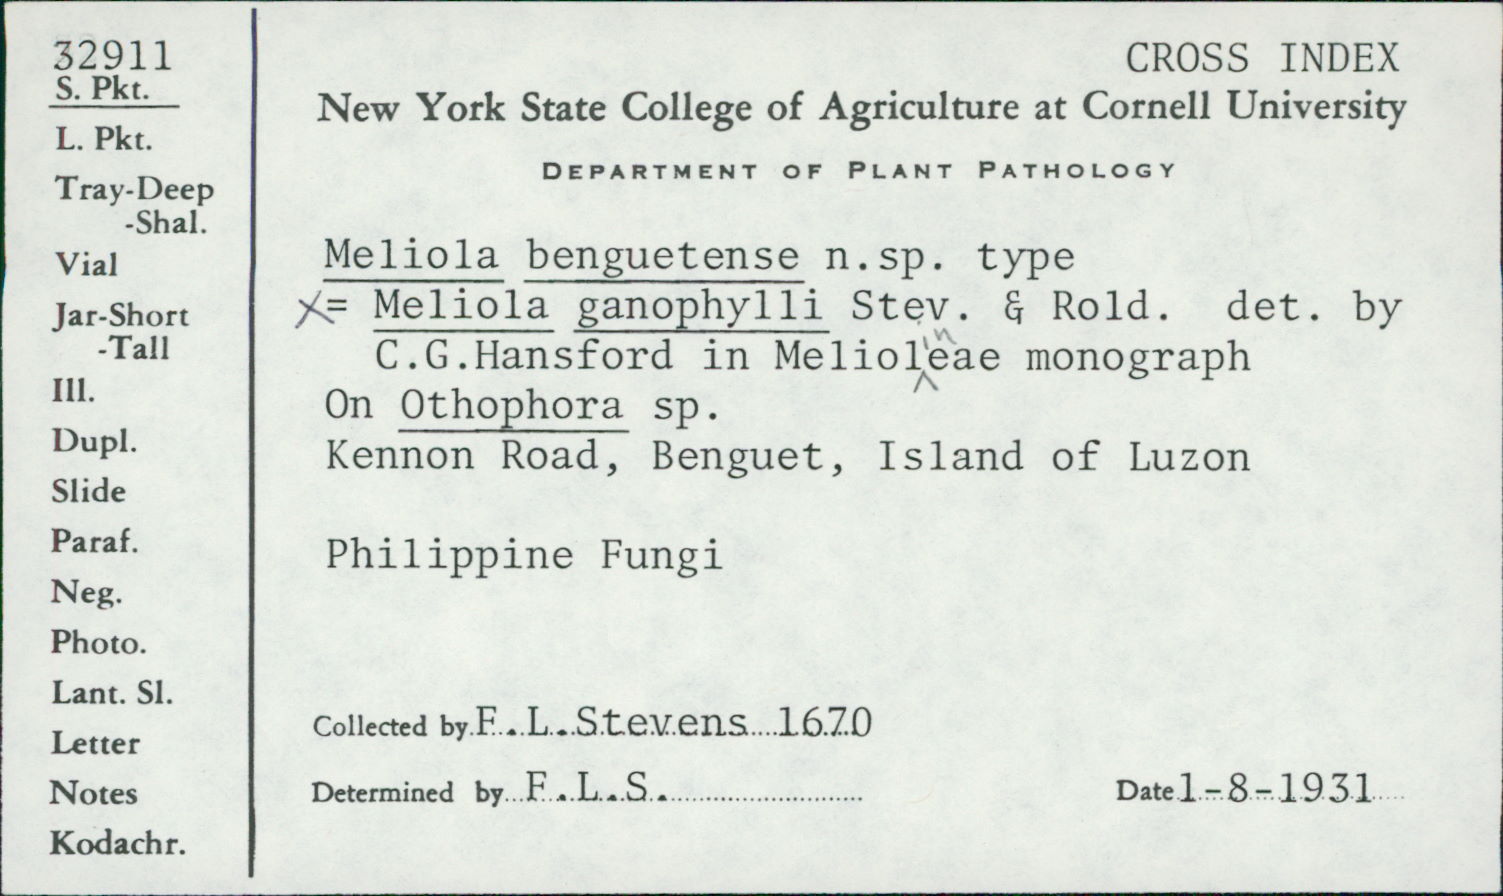 32911
S. Pkt.
L. Pkt.
Tray-Deep
-Shal.
Vial
Jar-Short
-Tall
Ill.
Dupl.
Slide
Paraf.
Neg.
Photo.
Lant. Sl.
Letter
Notes
Kodachr.
CROSS INDEX
New York State College of Agriculture at Cornell University
DEPARTMENT OF PLANT PATHOLOGY
Meliola benguetense n.sp. type
X= Meliola ganophylli Stev. & Rold. det. by
in
C.G.Hansford in Melioleae monograph
On Othophora sp.
Kennon Road, Benguet, Island of Luzon
Philippine Fungi
Collected by F. L. Stevens 1670
Determined by F.L.S.
Date 1-8-1931